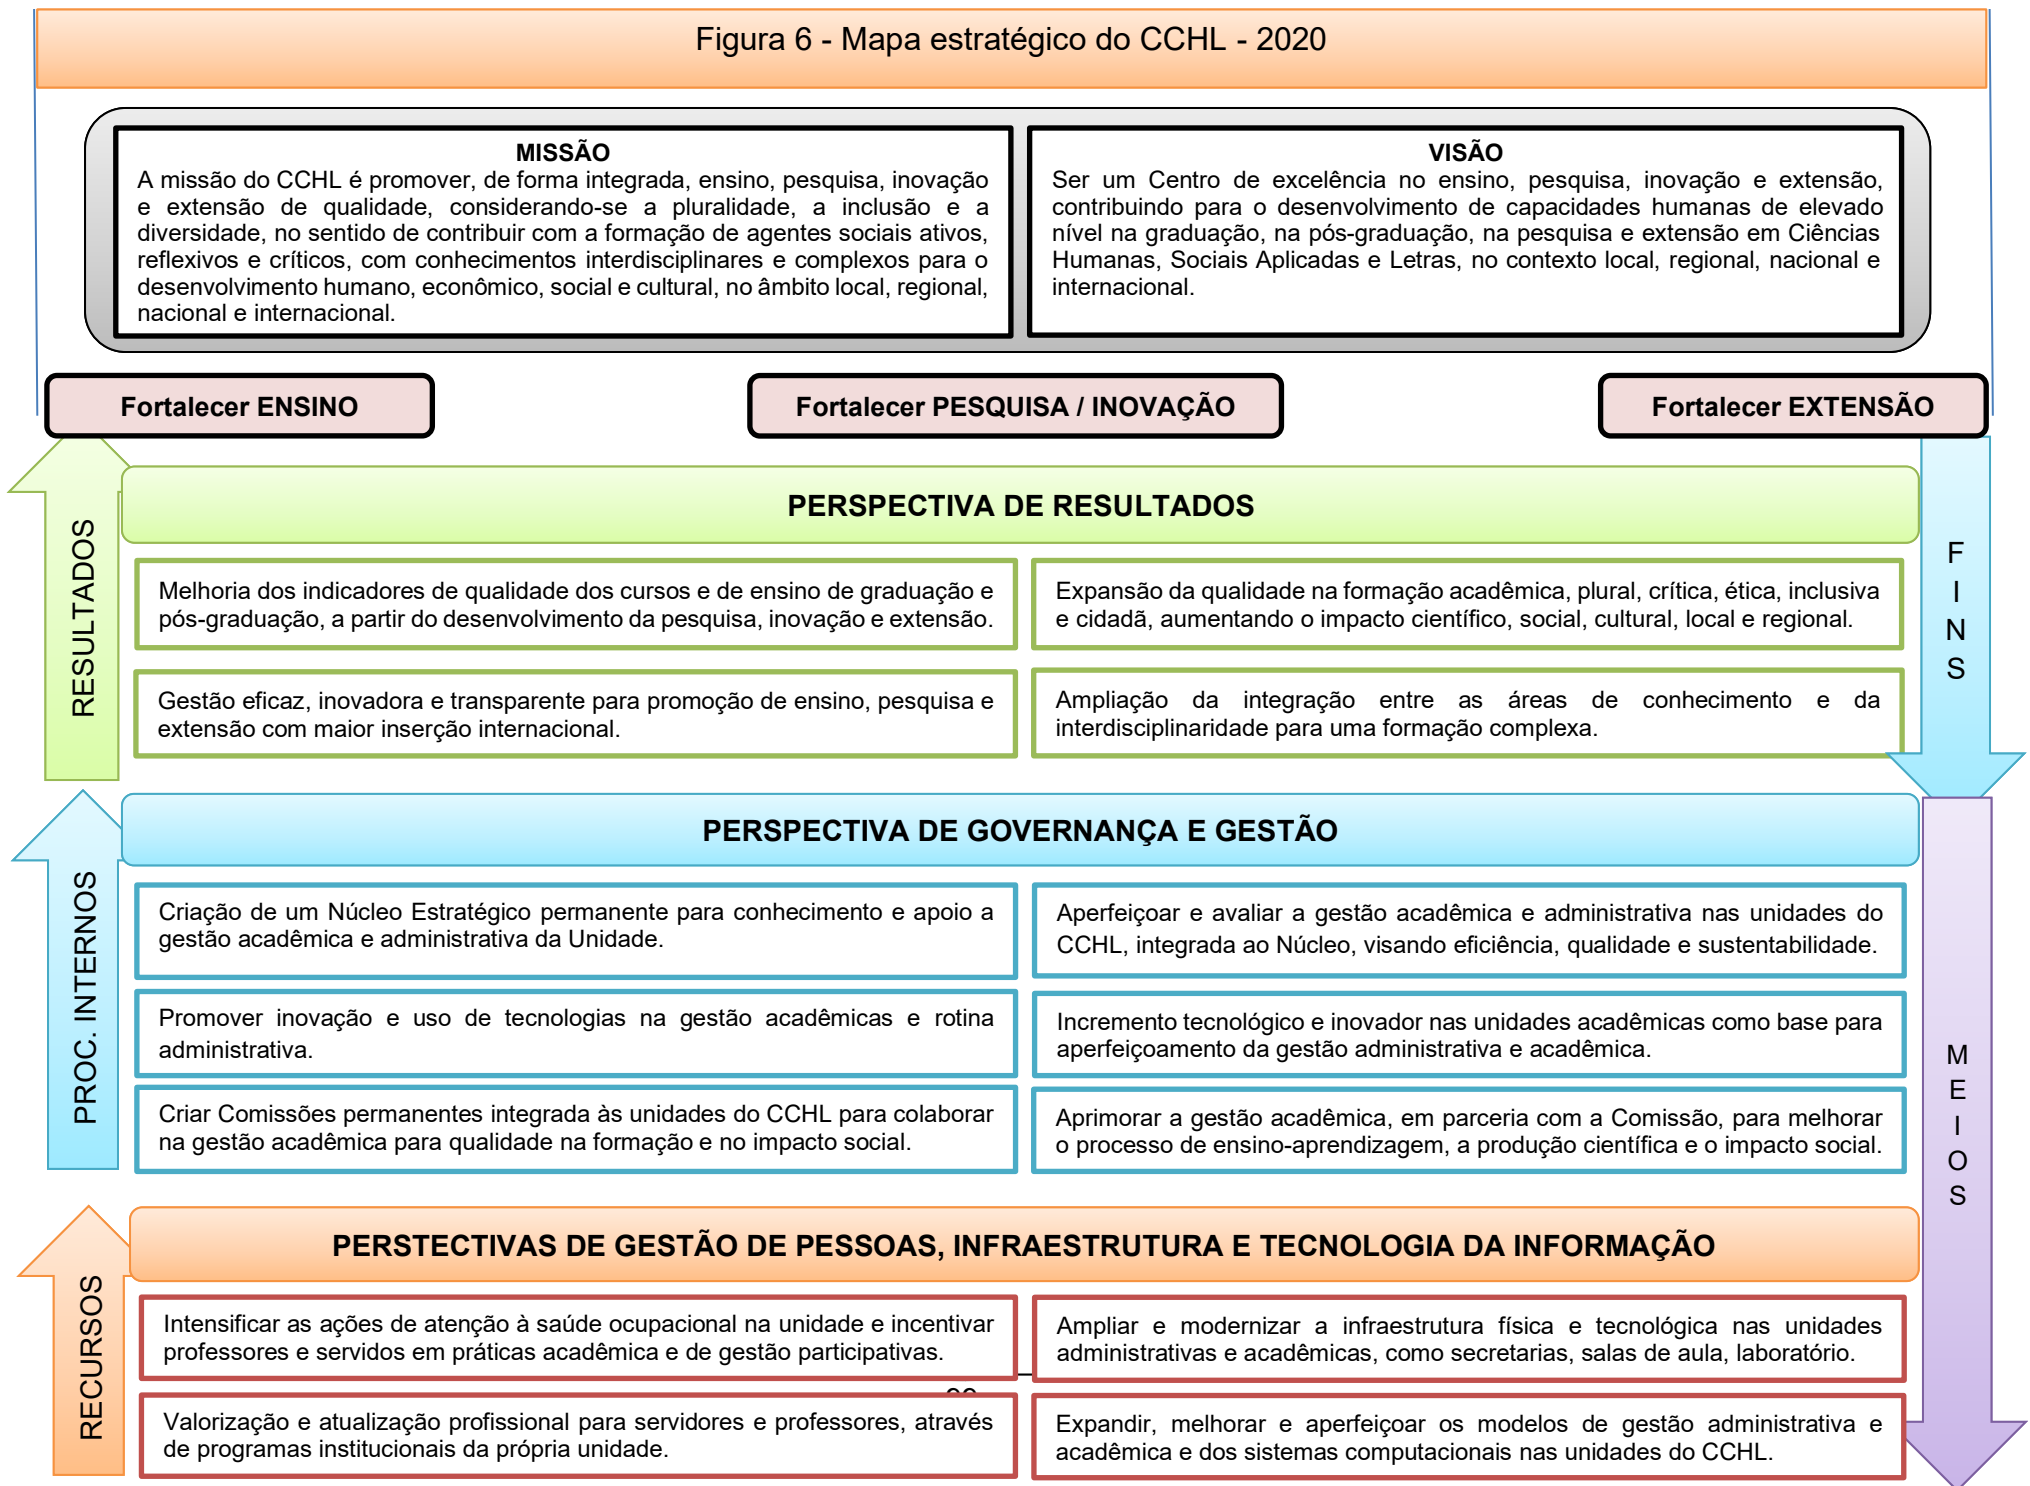 Figura 6 - Mapa estratégico do CCHL - 2020
MISSÃO
A missão do CCHL é promover, de forma integrada, ensino, pesquisa, inovação
e extensão de qualidade, considerando-se a pluralidade, a inclusão e a
diversidade, no sentido de contribuir com a formação de agentes sociais ativos,
reflexivos e críticos, com conhecimentos interdisciplinares e complexos para o
desenvolvimento humano, econômico, social e cultural, no âmbito local, regional,
nacional e internacional.
VISÃO
Ser um Centro de excelência no ensino, pesquisa, inovação e extensão,
contribuindo para o desenvolvimento de capacidades humanas de elevado
nível na graduação, na pós-graduação, na pesquisa e extensão em Ciências
Humanas, Sociais Aplicadas e Letras, no contexto local, regional, nacional e
internacional.
Fortalecer ENSINO
Fortalecer PESQUISA / INOVAÇÃO
Fortalecer EXTENSÃO
RESULTADOS
PERSPECTIVA DE RESULTADOS
Melhoria dos indicadores de qualidade dos cursos e de ensino de graduação e
pós-graduação, a partir do desenvolvimento da pesquisa, inovação e extensão.
Expansão da qualidade na formação acadêmica, plural, crítica, ética, inclusiva
e cidadã, aumentando o impacto científico, social, cultural, local e regional.
Gestão eficaz, inovadora e transparente para promoção de ensino, pesquisa e
extensão com maior inserção internacional.
Ampliação da integração entre as áreas de conhecimento e da
interdisciplinaridade para uma formação complexa.
F
I
N
S
PROC. INTERNOS
PERSPECTIVA DE GOVERNANÇA E GESTÃO
Criação de um Núcleo Estratégico permanente para conhecimento e apoio a
gestão acadêmica e administrativa da Unidade.
Aperfeiçoar e avaliar a gestão acadêmica e administrativa nas unidades do
CCHL, integrada ao Núcleo, visando eficiência, qualidade e sustentabilidade.
Promover inovação e uso de tecnologias na gestão acadêmicas e rotina
administrativa.
Incremento tecnológico e inovador nas unidades acadêmicas como base para
aperfeiçoamento da gestão administrativa e acadêmica.
Criar Comissões permanentes integrada às unidades do CCHL para colaborar
na gestão acadêmica para qualidade na formação e no impacto social.
Aprimorar a gestão acadêmica, em parceria com a Comissão, para melhorar
o processo de ensino-aprendizagem, a produção científica e o impacto social.
M
E
I
O
S
RECURSOS
PERSTECTIVAS DE GESTÃO DE PESSOAS, INFRAESTRUTURA E TECNOLOGIA DA INFORMAÇÃO
Intensificar as ações de atenção à saúde ocupacional na unidade e incentivar
professores e servidos em práticas acadêmica e de gestão participativas.
Ampliar e modernizar a infraestrutura física e tecnológica nas unidades
administrativas e acadêmicas, como secretarias, salas de aula, laboratório.
Valorização e atualização profissional para servidores e professores, através
de programas institucionais da própria unidade.
Expandir, melhorar e aperfeiçoar os modelos de gestão administrativa e
acadêmica e dos sistemas computacionais nas unidades do CCHL.